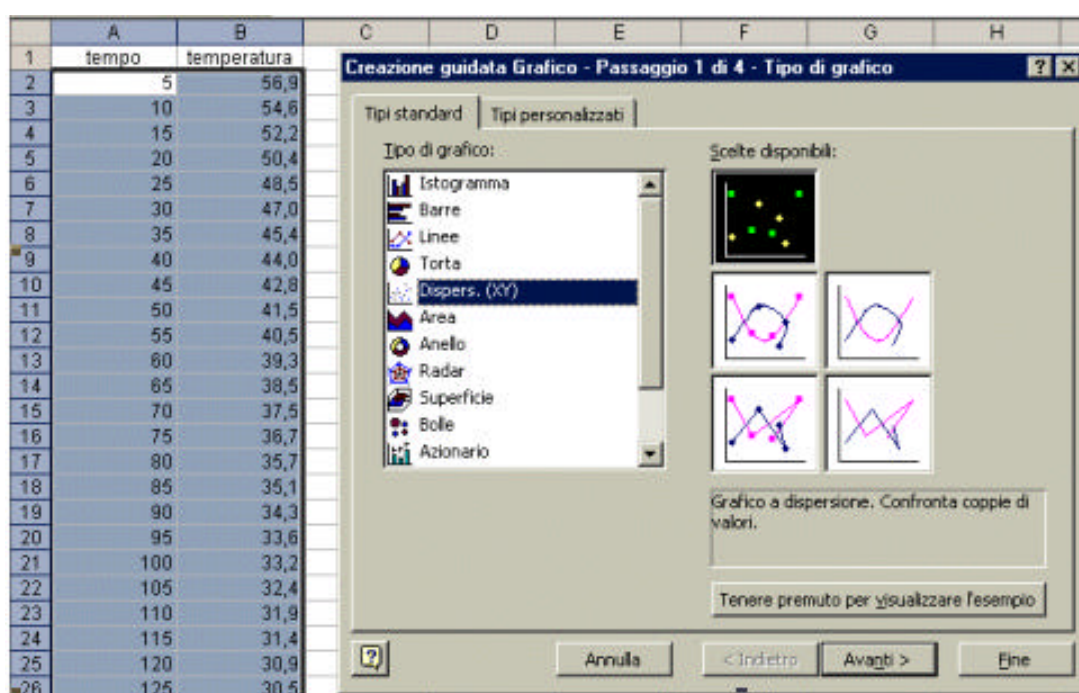 A B C D E F G H
1 tempo temperatura
2 5 56,9
3 10 54,6
4 15 52,2
5 20 50,4
6 25 48,5
7 30 47,0
8 35 45,4
9 40 44,0
10 45 42,8
11 50 41,5
12 55 40,5
13 60 39,3
14 65 38,5
15 70 37,5
16 75 36,7
17 80 35,7
18 85 35,1
19 90 34,3
20 95 33,6
21 100 33,2
22 105 32,4
23 110 31,9
24 115 31,4
25 120 30,9
26 125 30,5
Creazione guidata Grafico - Passaggio 1 di 4 - Tipo di grafico
Tipi standard Tipi personalizzati
Tipo di grafico:
Istogramma
Barre
Linee
Torta
Dispers. (XY)
Area
Anello
Radar
Superficie
Bolle
Azionario
Scelte disponibili:
Grafico a dispersione. Confronta coppie di
valori.
Tenere premuto per visualizzare l'esempio
Annulla < Indietro Avanti > Fine